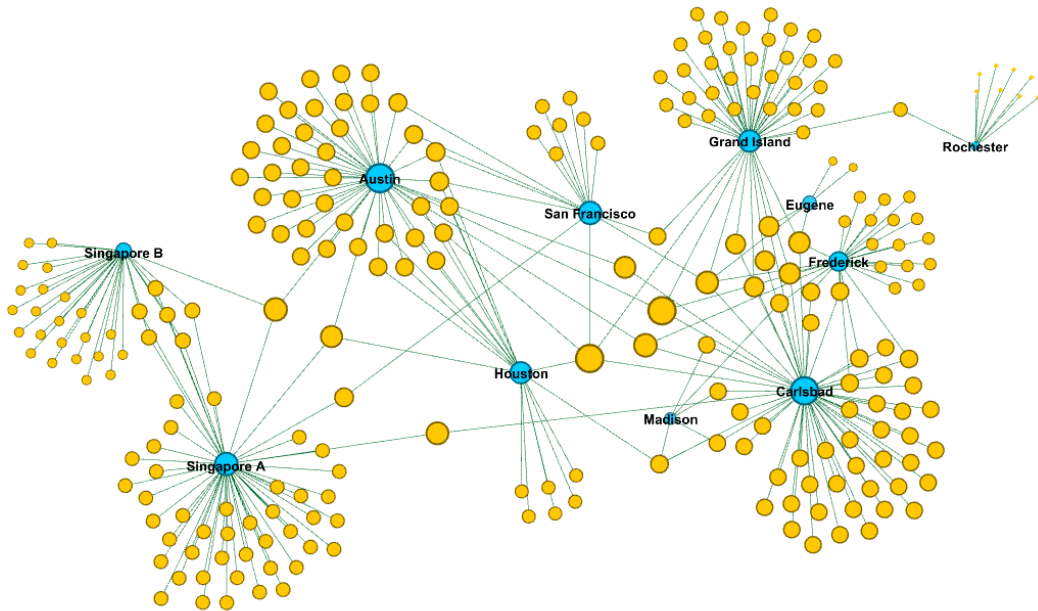 Grand Island
Rochester
Austin
Eugene
San Francisco
Singapore B
Frederick
Houston
Carlsbad
Madison
Singapore A